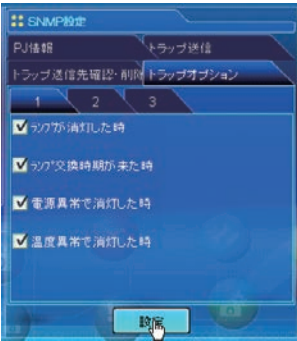 SNMP設定
PJ情報 トラップ送信
トラップ送信先確認・削除 トラップオプション
1 2 3
ﾗﾝﾌﾟが消灯した時
ﾗﾝﾌﾟ交換時期が来た時
電源異常で消灯した時
温度異常で消灯した時
設定